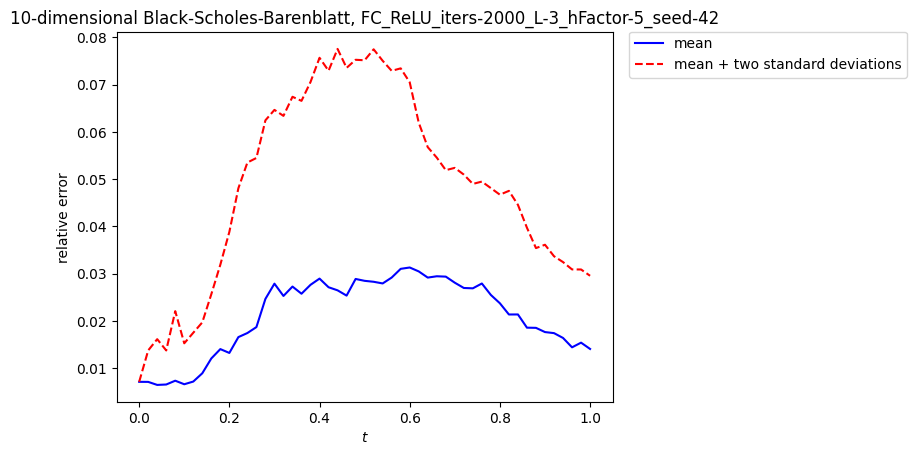 10-dimensional Black-Scholes-Barenblatt, FC_ReLU_iters-2000_L-3_hFactor-5_seed-42
mean
mean + two standard deviations
relative error
0.08
0.07
0.06
0.05
0.04
0.03
0.02
0.01
0.0 0.2 0.4 0.6 0.8 1.0
t